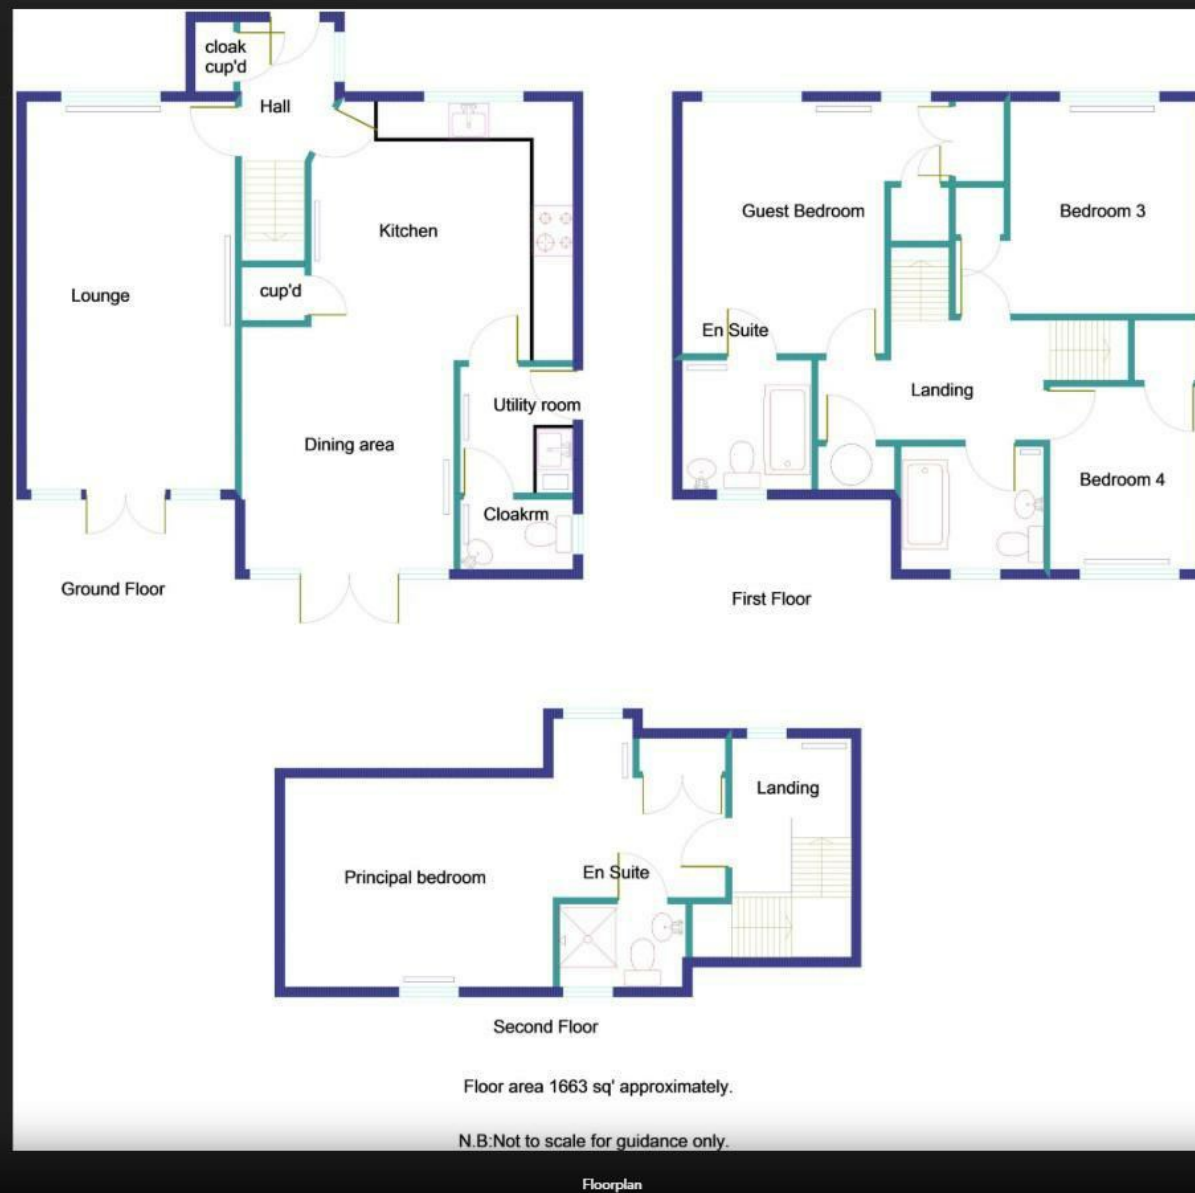 cloak
cup'd
Hall
Kitchen
Lounge
cup'd
Utility room
Dining area
Cloakrm
Ground Floor
Guest Bedroom
Bedroom 3
En Suite
Landing
Bedroom 4
First Floor
Landing
Principal bedroom
En Suite
Second Floor
Floor area 1663 sq' approximately.
N.B:Not to scale for guidance only.
Floorplan